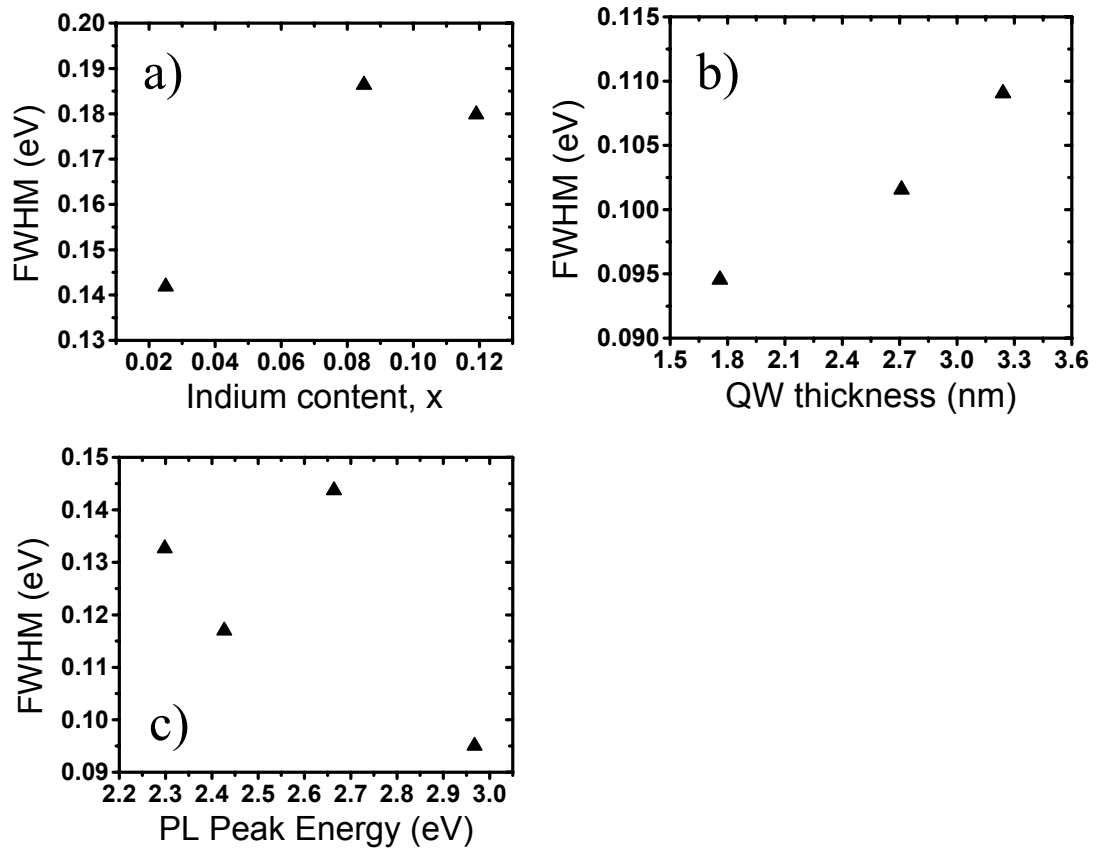 a)
FWHM (eV)
0.20
0.19
0.18
0.17
0.16
0.15
0.14
0.13
0.02 0.04 0.06 0.08 0.10 0.12
Indium content, x
b)
FWHM (eV)
0.115
0.110
0.105
0.100
0.095
0.090
1.5 1.8 2.1 2.4 2.7 3.0 3.3 3.6
QW thickness (nm)
c)
FWHM (eV)
0.15
0.14
0.13
0.12
0.11
0.10
0.09
2.2 2.3 2.4 2.5 2.6 2.7 2.8 2.9 3.0
PL Peak Energy (eV)